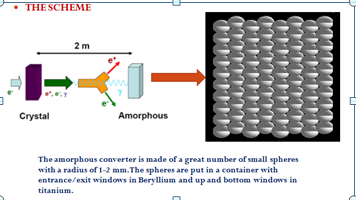 • THE SCHEME
2 m
e+
e- e+, e-, γ γ
e-
Crystal Amorphous
The amorphous converter is made of a great number of small spheres
with a radius of 1-2 mm.The spheres are put in a container with
entrance/exit windows in Beryllium and up and bottom windows in
titanium.